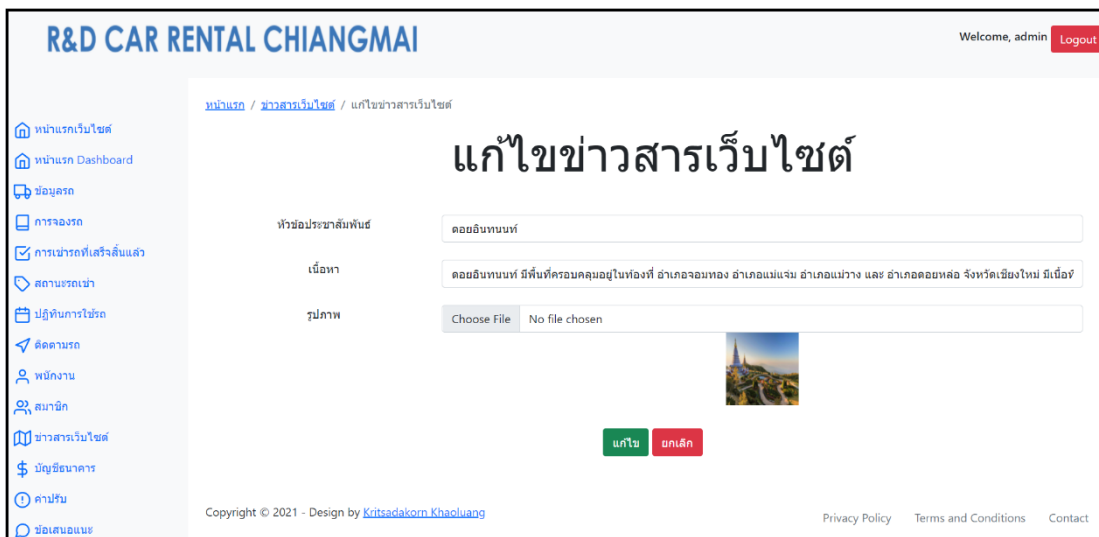 R&D CAR RENTAL CHIANGMAI
Welcome, admin
Logout
หน้าแรก / ข่าวสารเว็บไซต์ / แก้ไขข่าวสารเว็บไซต์
หน้าแรกเว็บไซต์
หน้าแรก Dashboard
ข้อมูลรถ
การจองรถ
การเช่ารถที่เสร็จสิ้นแล้ว
สถานะรถเช่า
ปฏิทินการใช้รถ
ติดตามรถ
พนักงาน
สมาชิก
ข่าวสารเว็บไซต์
บัญชีธนาคาร
ค่าปรับ
ข้อเสนอแนะ
แก้ไขข่าวสารเว็บไซต์
หัวข้อประชาสัมพันธ์
ดอยอินทนนท์
เนื้อหา
ดอยอินทนนท์ มีพื้นที่ครอบคลุมอยู่ในท้องที่ อำเภอจอมทอง อำเภอแม่แจ่ม อำเภอแม่วาง และ อำเภอดอยหล่อ จังหวัดเชียงใหม่ มีเนื้อที่
รูปภาพ
Choose File No file chosen
แก้ไข ยกเลิก
Copyright © 2021 - Design by Kritsadakorn Khaoluang
Privacy Policy Terms and Conditions Contact